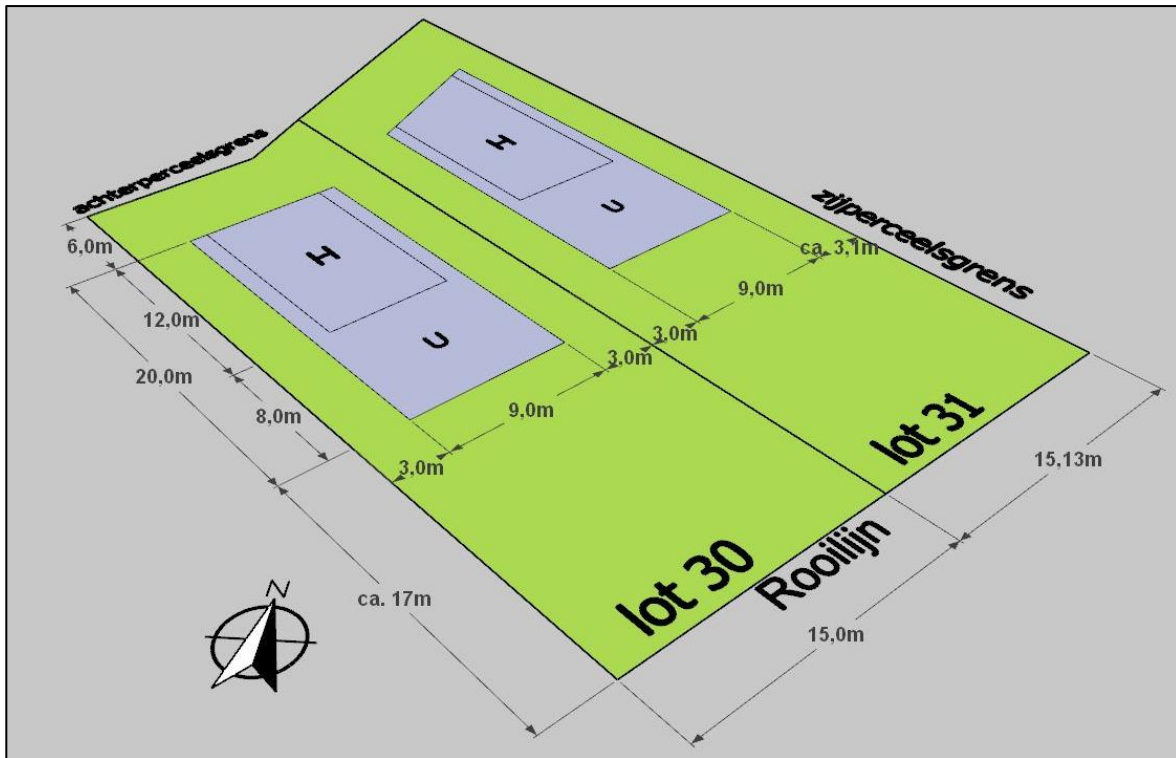 achterperceelsgrens
H
U
zijperceelsgrens
ca. 3,1m
6,0m
9,0m
12,0m
3,0m
3,0m
20,0m
9,0m
8,0m
3,0m
lot 31
15,13m
N
ca. 17m
lot 30
Rooilijn
15,0m
H
U